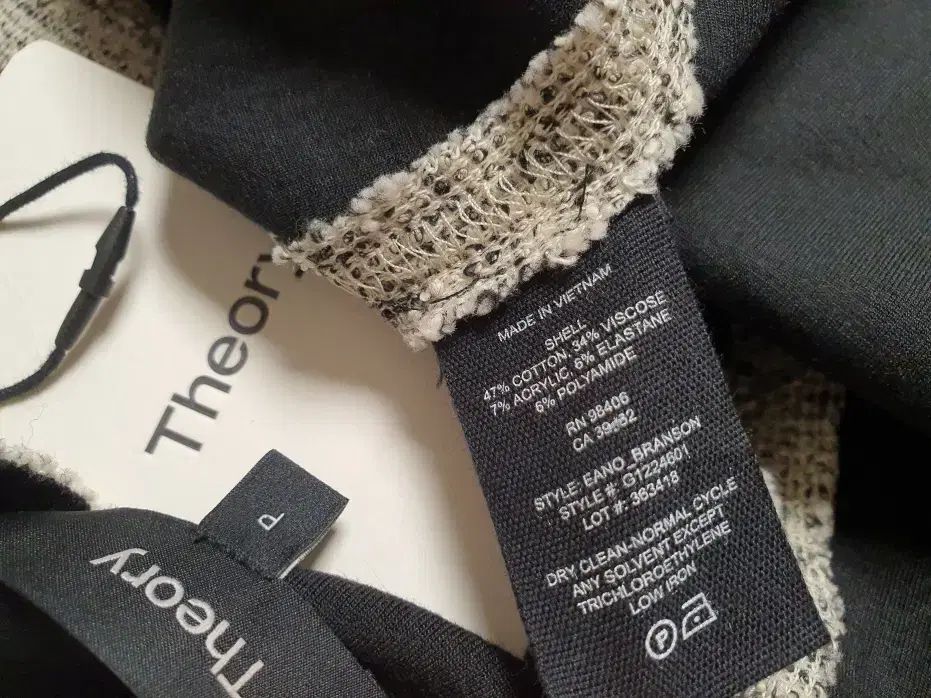 Theory
MADE IN VIETNAM
SHELL
47% COTTON, 34% VISCOSE
7% ACRYLIC, 6% ELASTANE
6% POLYAMIDE
RN 98406
CA 39482
STYLE: EANO_BRANSON
STYLE #: G1224601
LOT #: 363418
DRY CLEAN-NORMAL CYCLE
ANY SOLVENT EXCEPT
TRICHLOROETHYLENE
LOW IRON
P
P
Theory